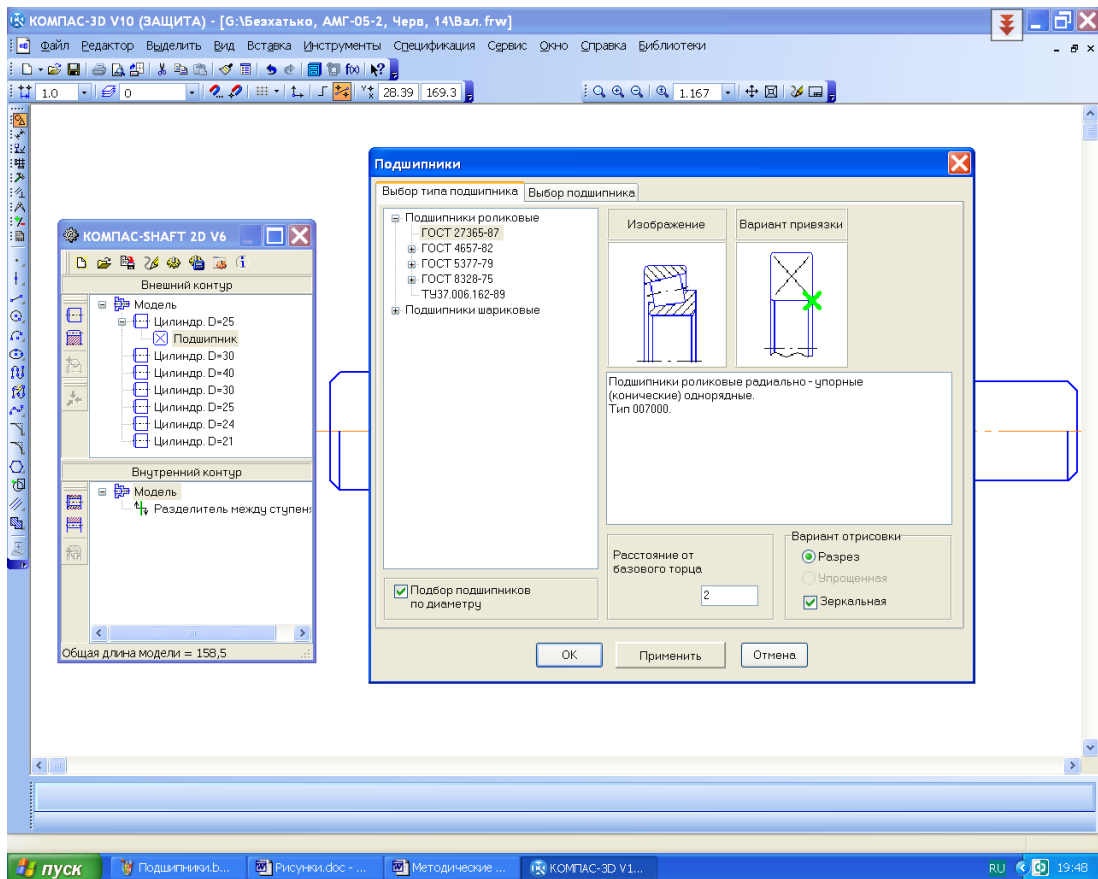 КОМПАС-3D V10 (ЗАЩИТА) - [G:\Безхатько, АМГ-05-2, Черв, 14\Вал.frw]
Файл Редактор Выделить Вид Вставка Инструменты Спецификация Сервис Окно Справка Библиотеки
1.0 0 28.39 169.3 1.167
КОМПАС-SHAFT 2D V6
Внешний контур
Модель
Цилиндр. D=25
Подшипник
Цилиндр. D=30
Цилиндр. D=40
Цилиндр. D=30
Цилиндр. D=25
Цилиндр. D=24
Цилиндр. D=21
Внутренний контур
Модель
Разделитель между ступеня
Общая длина модели = 158,5
Подшипники
Выбор типа подшипника Выбор подшипника
Подшипники роликовые
ГОСТ 27365-87
ГОСТ 4657-82
ГОСТ 5377-79
ГОСТ 8328-75
ТУ37.006.162-89
Подшипники шариковые
Изображение Вариант привязки
Подшипники роликовые радиально - упорные
(конические) однорядные.
Тип 007000.
Подбор подшипников
по диаметру
Расстояние от
базового торца
2
Вариант отрисовки
Разрез
Упрощенная
Зеркальная
OK Применить Отмена
пуск Подшипники.b... Рисунки.doc - ... Методические ... КОМПАС-3D V1... RU 19:48